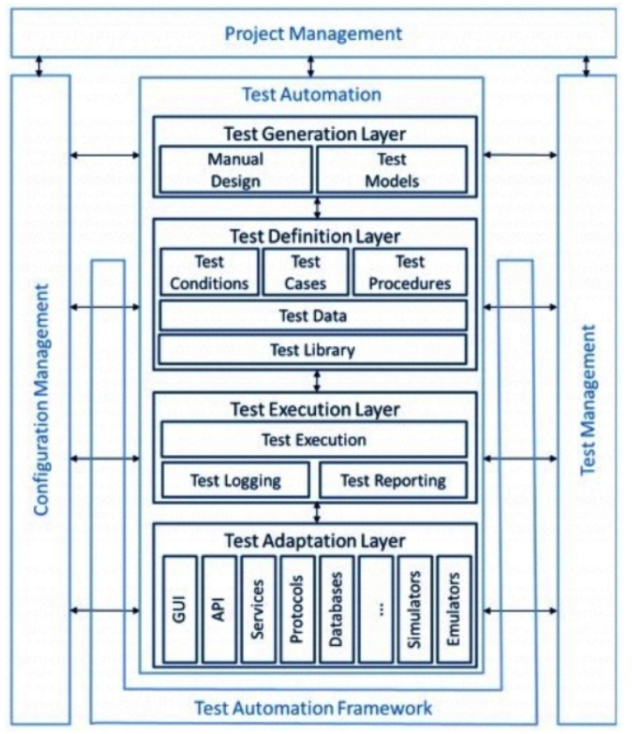 Project Management
Test Automation
Test Generation Layer
Manual
Design
Test
Models
Test Definition Layer
Test
Conditions
Test
Cases
Test
Procedures
Test Data
Test Library
Test Execution Layer
Test Execution
Test Logging
Test Reporting
Test Adaptation Layer
GUI
API
Services
Protocols
Databases
...
Simulators
Emulators
Test Automation Framework
Configuration Management
Test Management